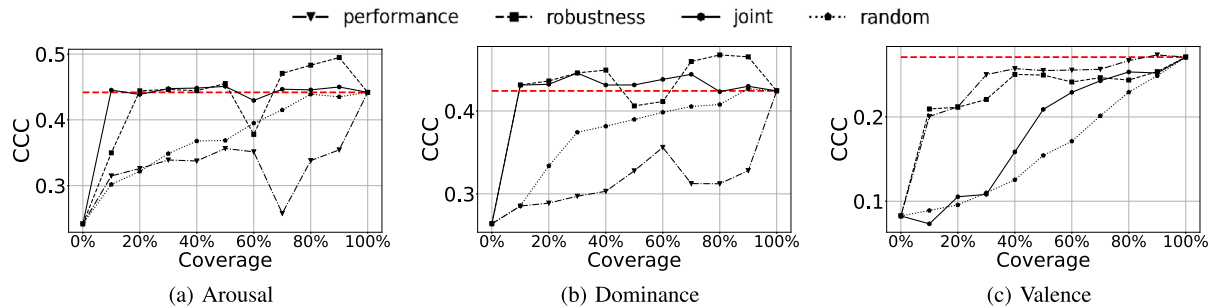 performance robustness joint random
0.5
0.4
0.3
CCC
0% 20% 40% 60% 80% 100%
Coverage
(a) Arousal
0.4
0.3
CCC
0% 20% 40% 60% 80% 100%
Coverage
(b) Dominance
0.2
0.1
CCC
0% 20% 40% 60% 80% 100%
Coverage
(c) Valence